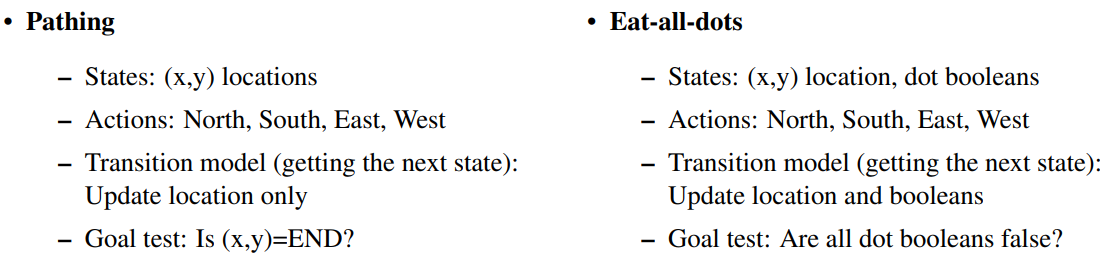 • Pathing
– States: (x,y) locations
– Actions: North, South, East, West
– Transition model (getting the next state):
Update location only
– Goal test: Is (x,y)=END?
• Eat-all-dots
– States: (x,y) location, dot booleans
– Actions: North, South, East, West
– Transition model (getting the next state):
Update location and booleans
– Goal test: Are all dot booleans false?